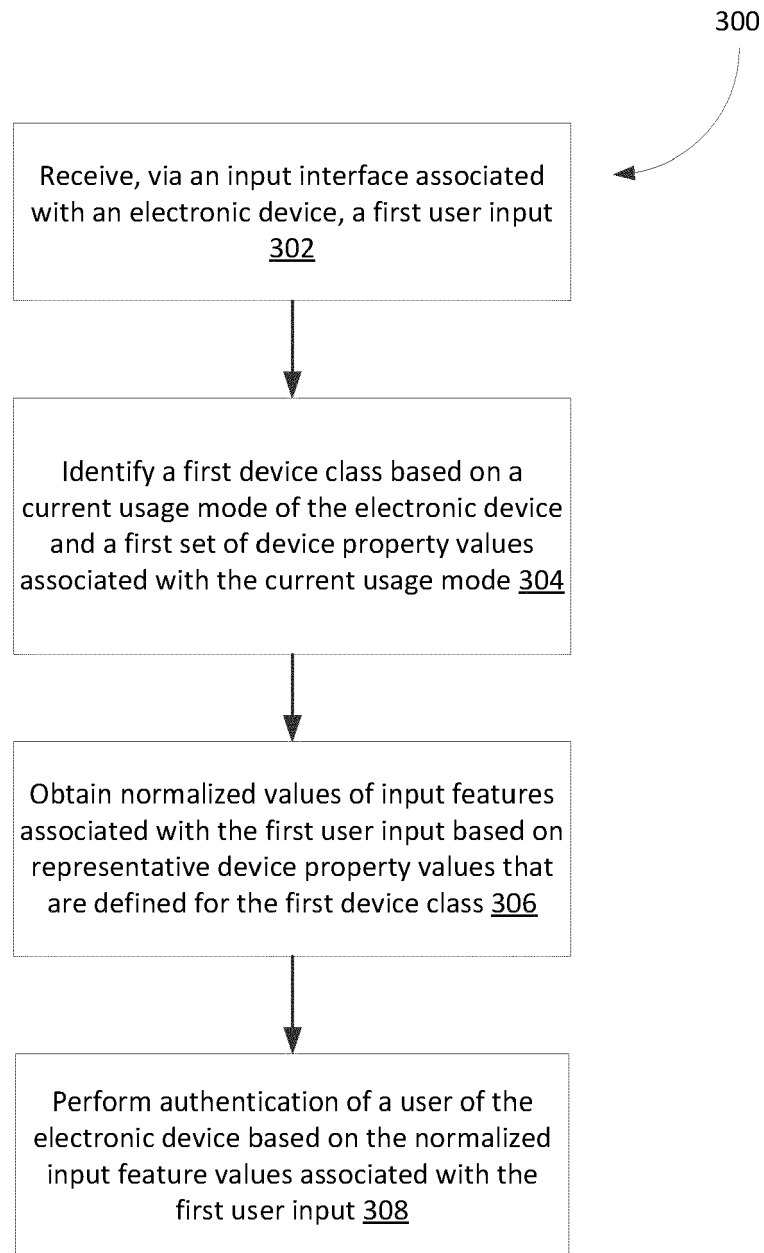 300
Receive, via an input interface associated
with an electronic device, a first user input
302
Identify a first device class based on a
current usage mode of the electronic device
and a first set of device property values
associated with the current usage mode 304
Obtain normalized values of input features
associated with the first user input based on
representative device property values that
are defined for the first device class 306
Perform authentication of a user of the
electronic device based on the normalized
input feature values associated with the
first user input 308